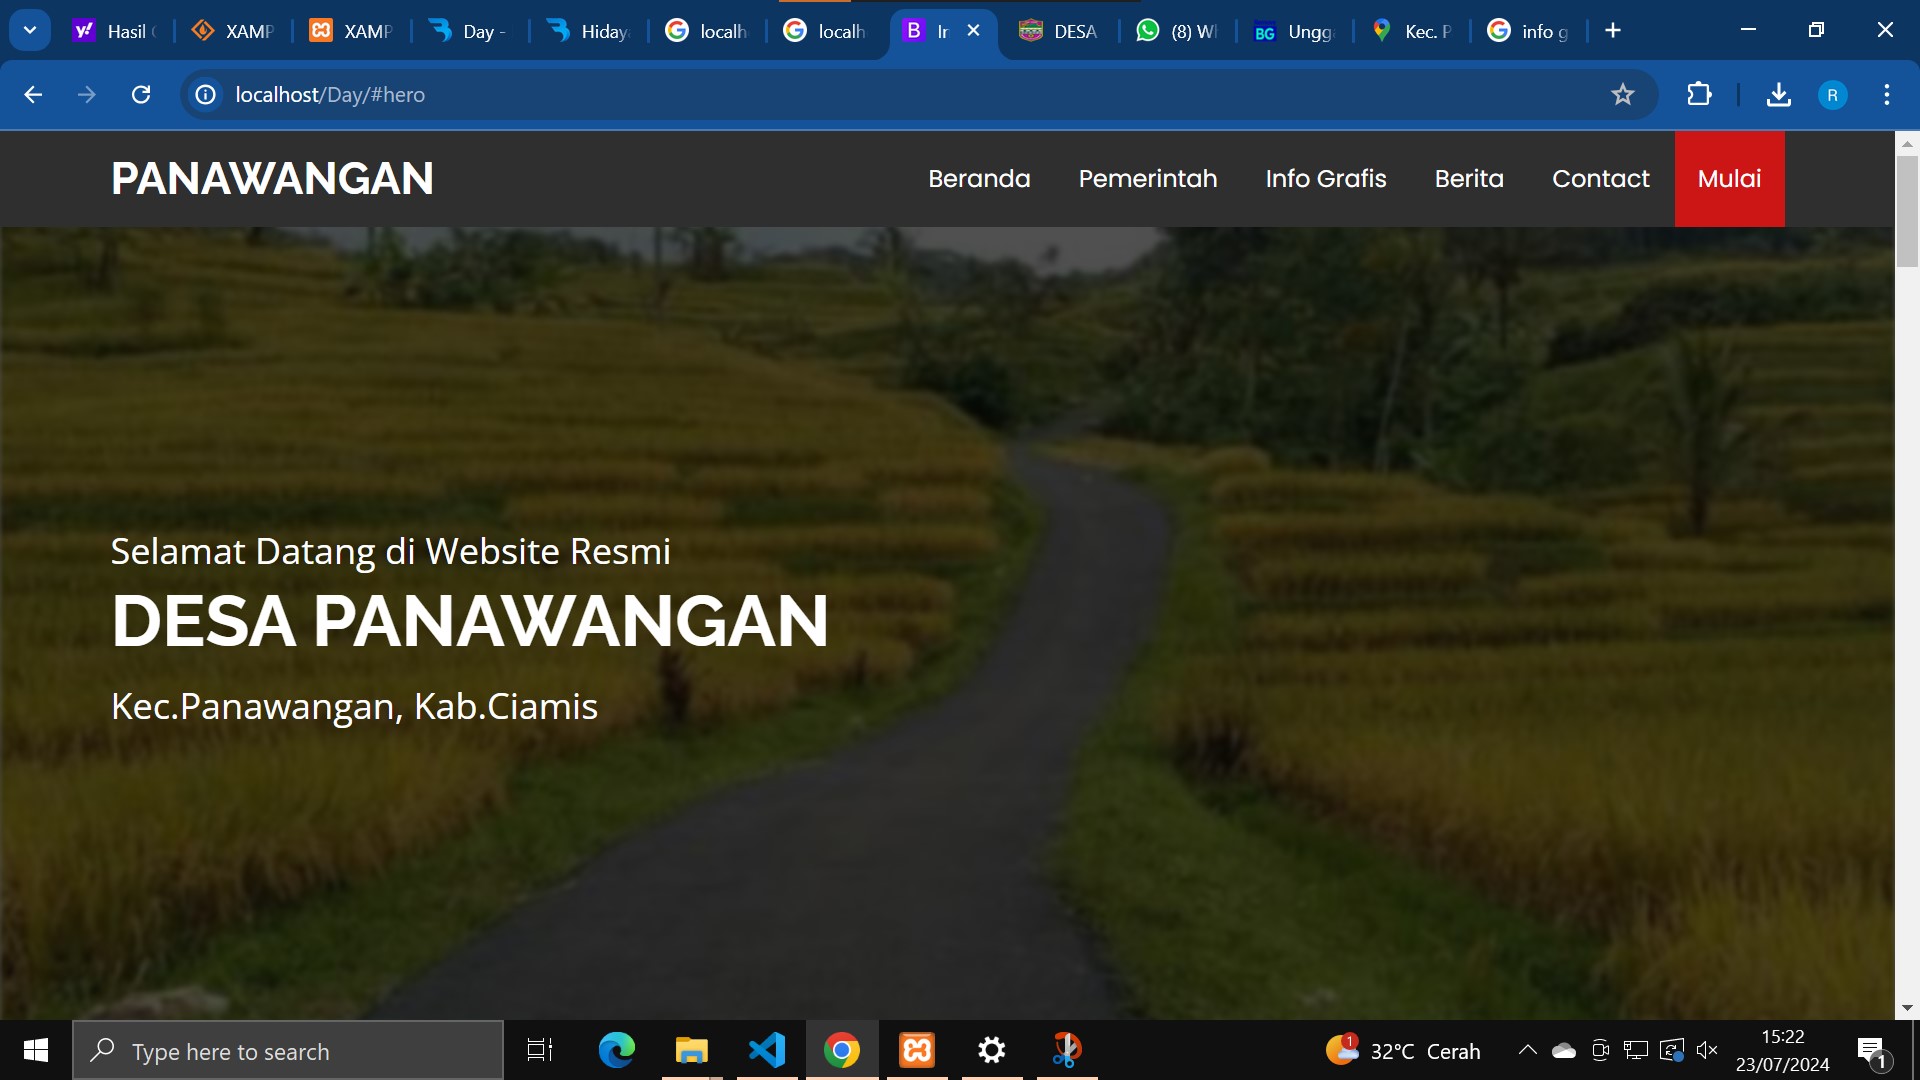 Hasil
XAMP
XAMP
Day -
Hiday
localh
localh
In
DESA
(8) W
Ungg
Kec. P
info g
localhost/Day/#hero
R
PANAWANGAN
Beranda
Pemerintah
Info Grafis
Berita
Contact
Mulai
Selamat Datang di Website Resmi
DESA PANAWANGAN
Kec.Panawangan, Kab.Ciamis
Type here to search
1
32°C Cerah
15:22
23/07/2024
1